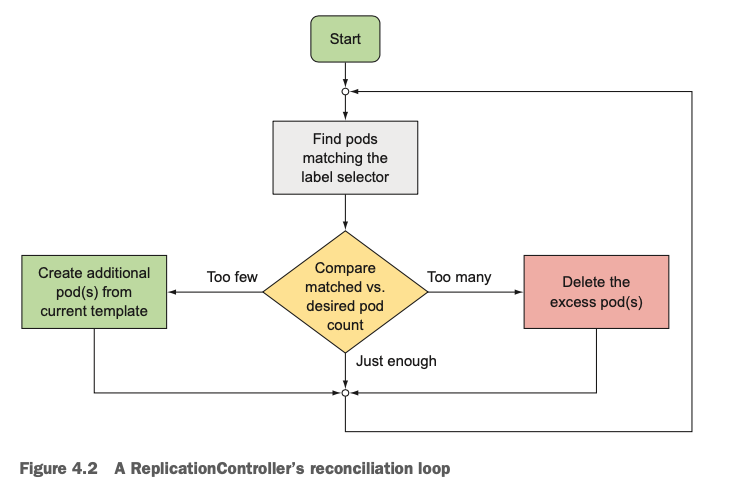 Start
Find pods
matching the
label selector
Create additional
pod(s) from
current template
Too few
Compare
matched vs.
desired pod
count
Too many
Delete the
excess pod(s)
Just enough
Figure 4.2 A ReplicationController's reconciliation loop